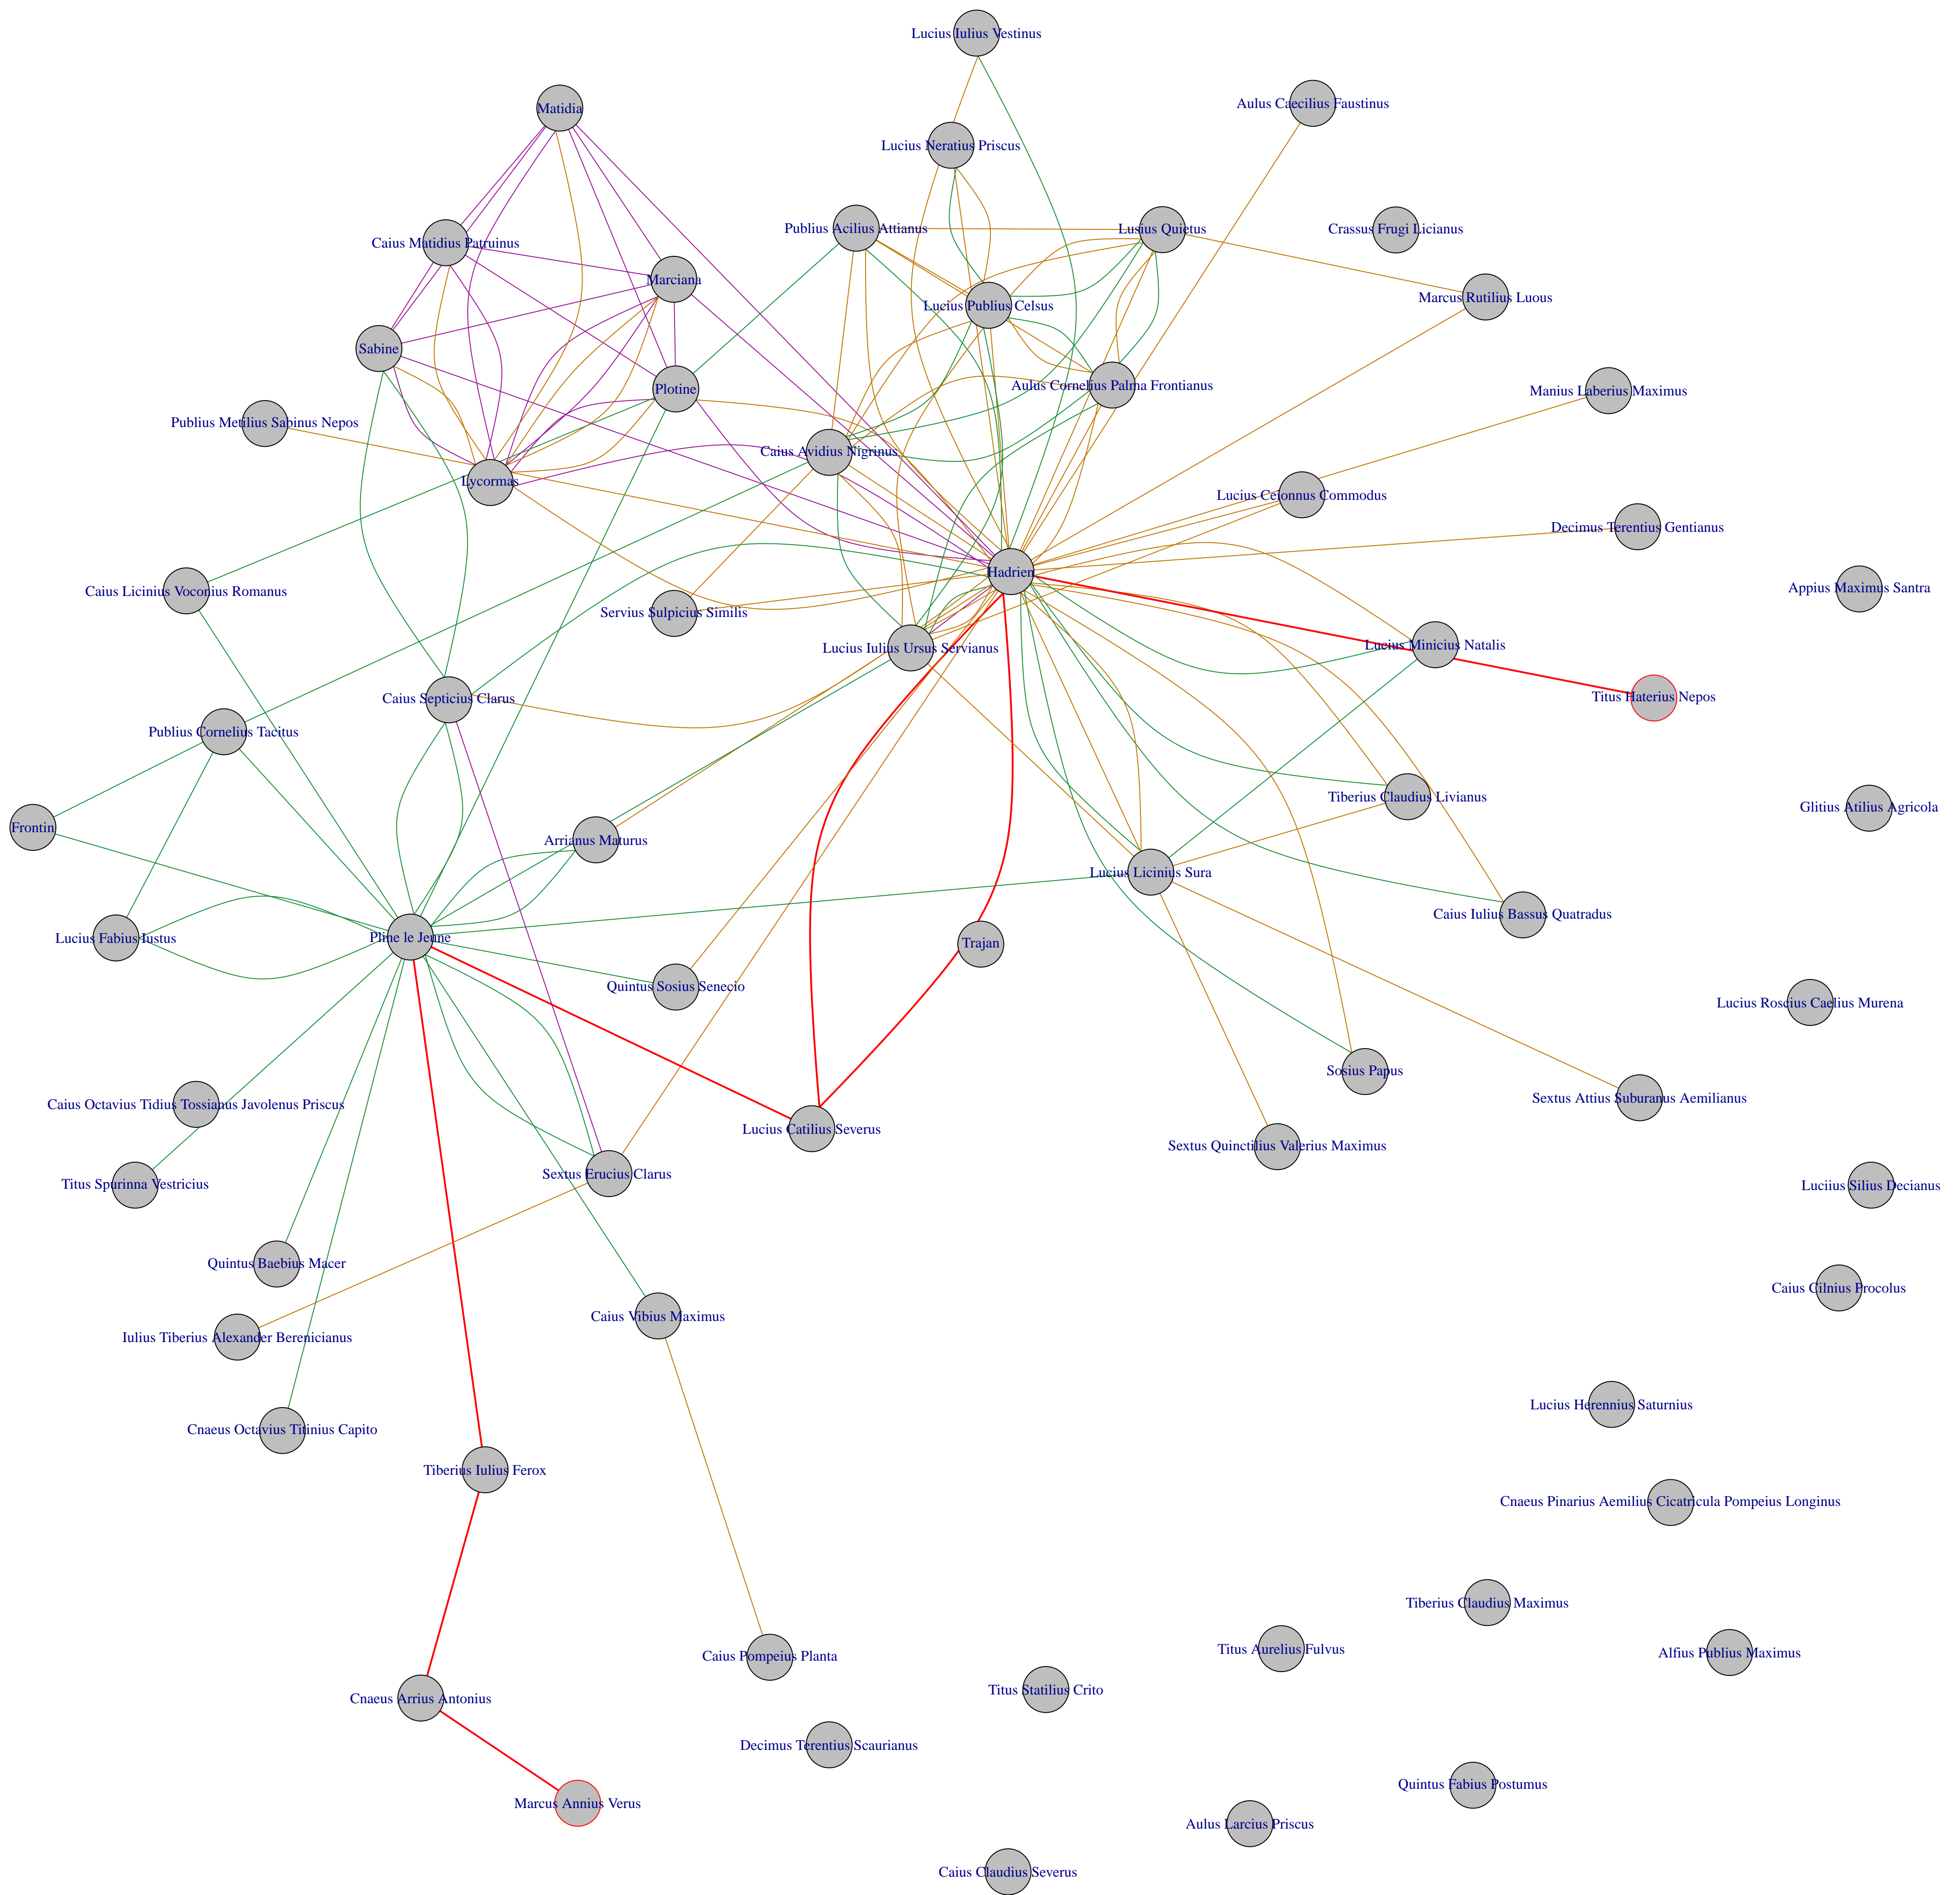 Lucius Iulius Vestinus
Matidia
Aulus Caecilius Faustinus
Lucius Neratius Priscus
Publius Acilius Attianus
Lusius Quietus
Crassus Frugi Licianus
Caius Matidius Patruinus
Marciana
Marcus Rutilius Luous
Lucius Publius Celsus
Sabine
Plotine
Aulus Cornelius Palma Frontianus
Manius Laberius Maximus
Publius Metilius Sabinus Nepos
Caius Avidius Nigrinus
Lycormas
Lucius Ceionnus Commodus
Decimus Terentius Gentianus
Hadrien
Caius Licinius Voconius Romanus
Appius Maximus Santra
Servius Sulpicius Similis
Lucius Iulius Ursus Servianus
Lucius Minicius Natalis
Caius Septicius Clarus
Titus Haterius Nepos
Publius Cornelius Tacitus
Tiberius Claudius Livianus
Glitius Atilius Agricola
Frontin
Arrianus Maturus
Lucius Licinius Sura
Caius Iulius Bassus Quatradus
Lucius Fabius Iustus
Pline le Jeune
Trajan
Quintus Sosius Senecio
Lucius Roscius Caelius Murena
Sosius Papus
Caius Octavius Tidius Tossianus Javolenus Priscus
Sextus Attius Suburanus Aemilianus
Lucius Catilius Severus
Sextus Quinctilius Valerius Maximus
Sextus Erucius Clarus
Titus Spurinna Vestricius
Luciius Silius Decianus
Quintus Baebius Macer
Caius Cilnius Procolus
Caius Vibius Maximus
Iulius Tiberius Alexander Berenicianus
Lucius Herennius Saturnius
Cnaeus Octavius Titinius Capito
Tiberius Iulius Ferox
Cnaeus Pinarius Aemilius Cicatricula Pompeius Longinus
Tiberius Claudius Maximus
Titus Aurelius Fulvus
Alfius Publius Maximus
Caius Pompeius Planta
Titus Statilius Crito
Cnaeus Arrius Antonius
Decimus Terentius Scaurianus
Quintus Fabius Postumus
Marcus Annius Verus
Aulus Larcius Priscus
Caius Claudius Severus